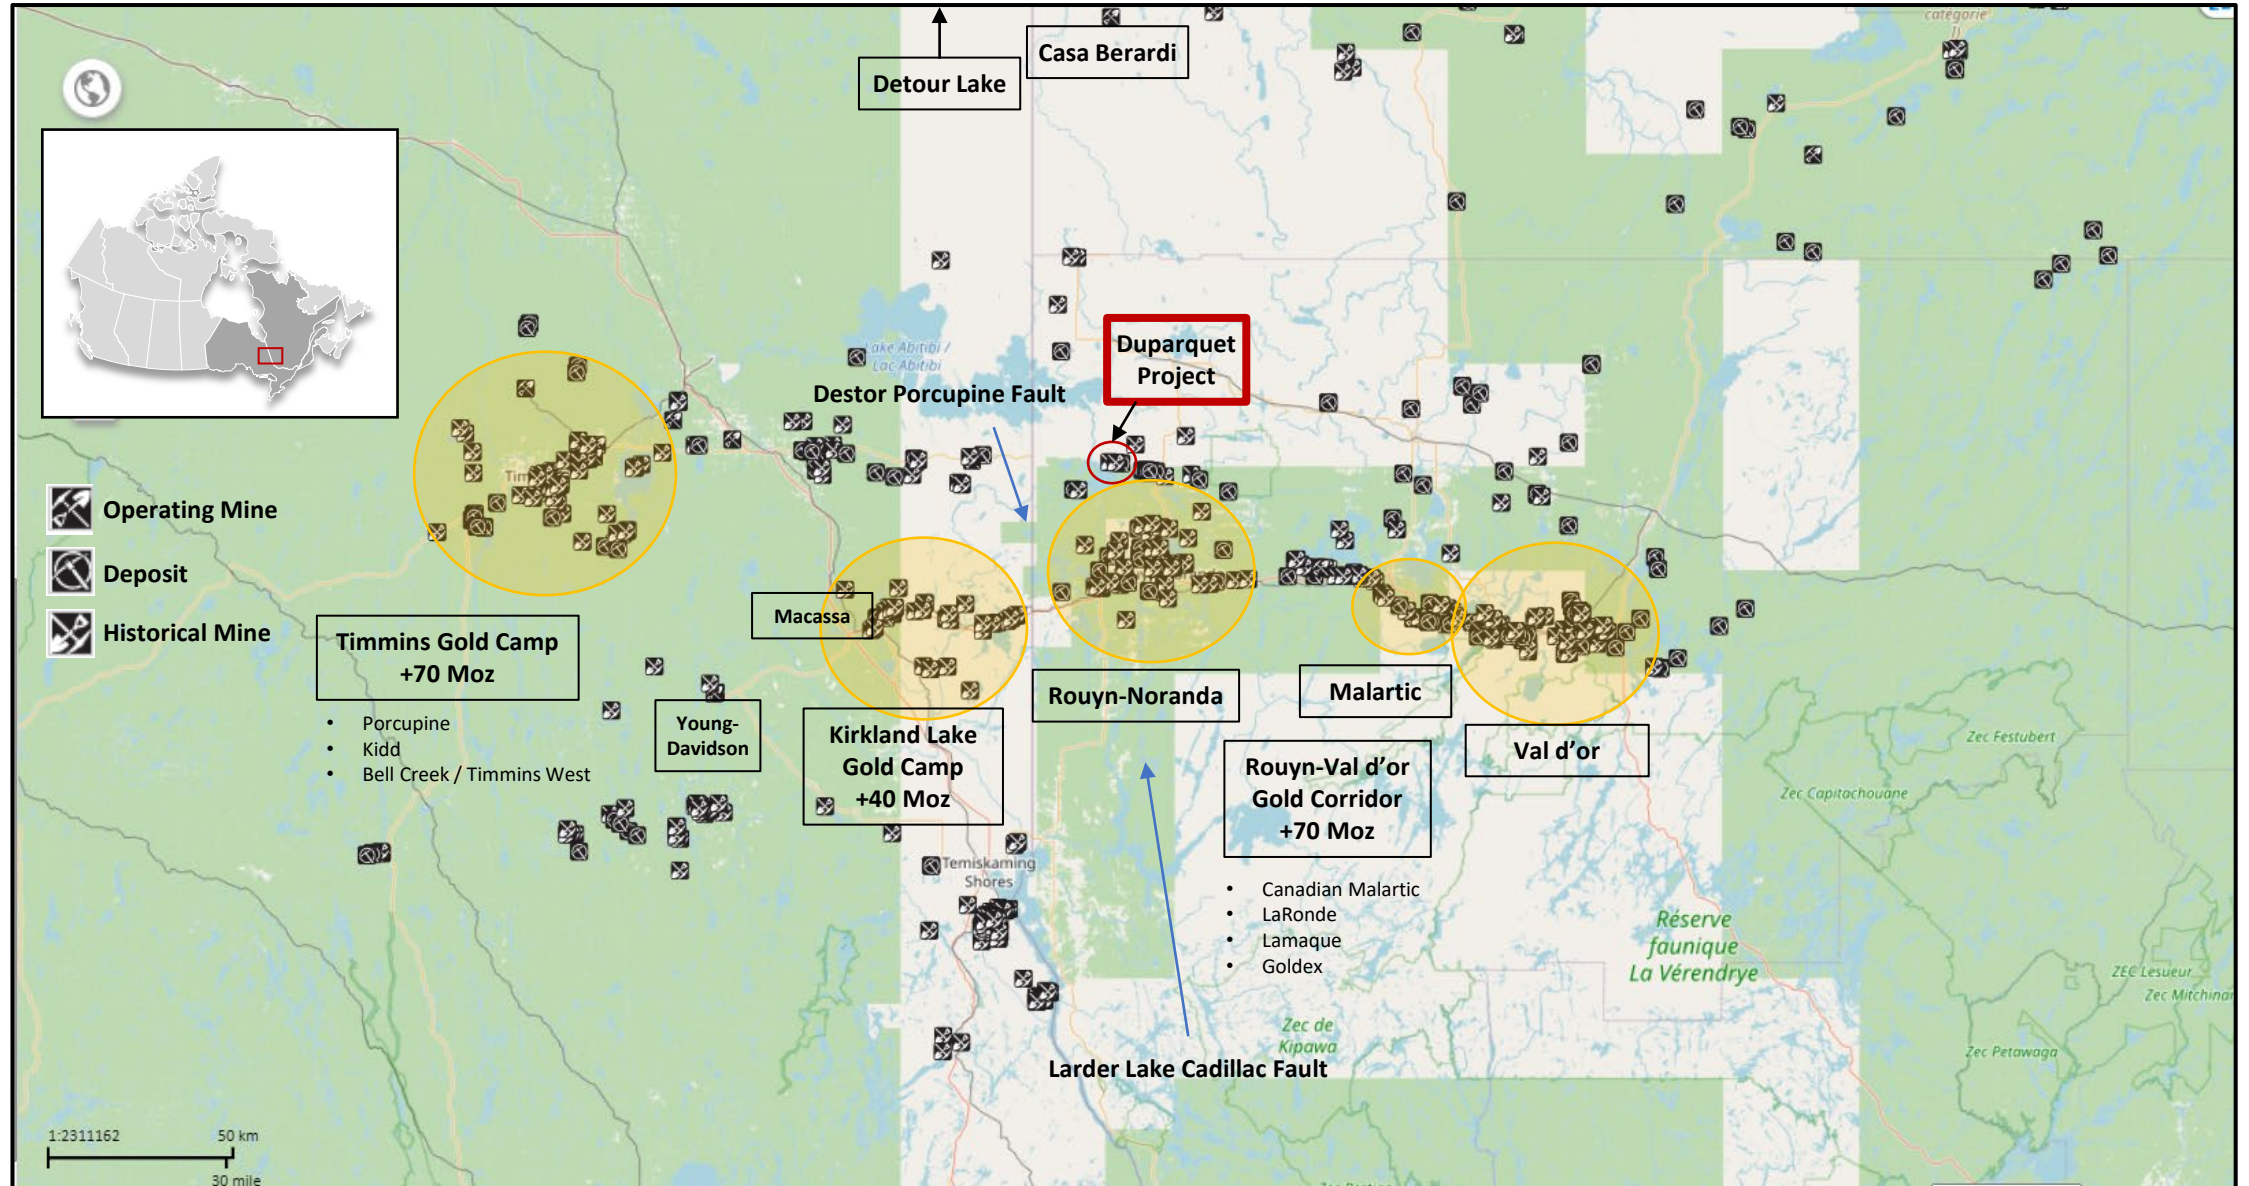 catégorie
Casa Berardi
Detour Lake
Lake Abitibi /
Lac Abitibi
Duparquet
Project
Destor Porcupine Fault
Operating Mine
Deposit
Historical Mine
Macassa
Timmins Gold Camp
+70 Moz
• Porcupine
• Kidd
• Bell Creek / Timmins West
Young-
Davidson
Kirkland Lake
Gold Camp
+40 Moz
Rouyn-Noranda
Malartic
Val d’or
Rouyn-Val d’or
Gold Corridor
+70 Moz
• Canadian Malartic
• LaRonde
• Lamaque
• Goldex
Zec Festubert
Zec Capitachouane
Temiskaming
Shores
Réserve
faunique
La Vérendrye
ZEC Lesueur
Zec Mitchinar
Zec de
Kipawa
Zec Petawaga
Larder Lake Cadillac Fault
1:2311162
50 km
30 mile